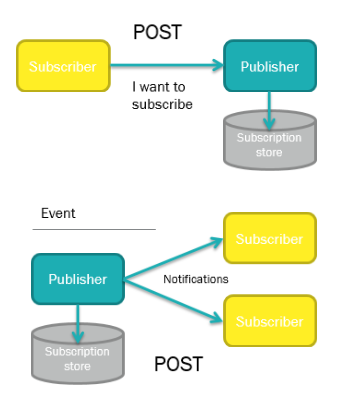 POST
Subscriber
Publisher
I want to
subscribe
Subscription
store
Event
Subscriber
Publisher
Notifications
Subscriber
Subscription
store
POST